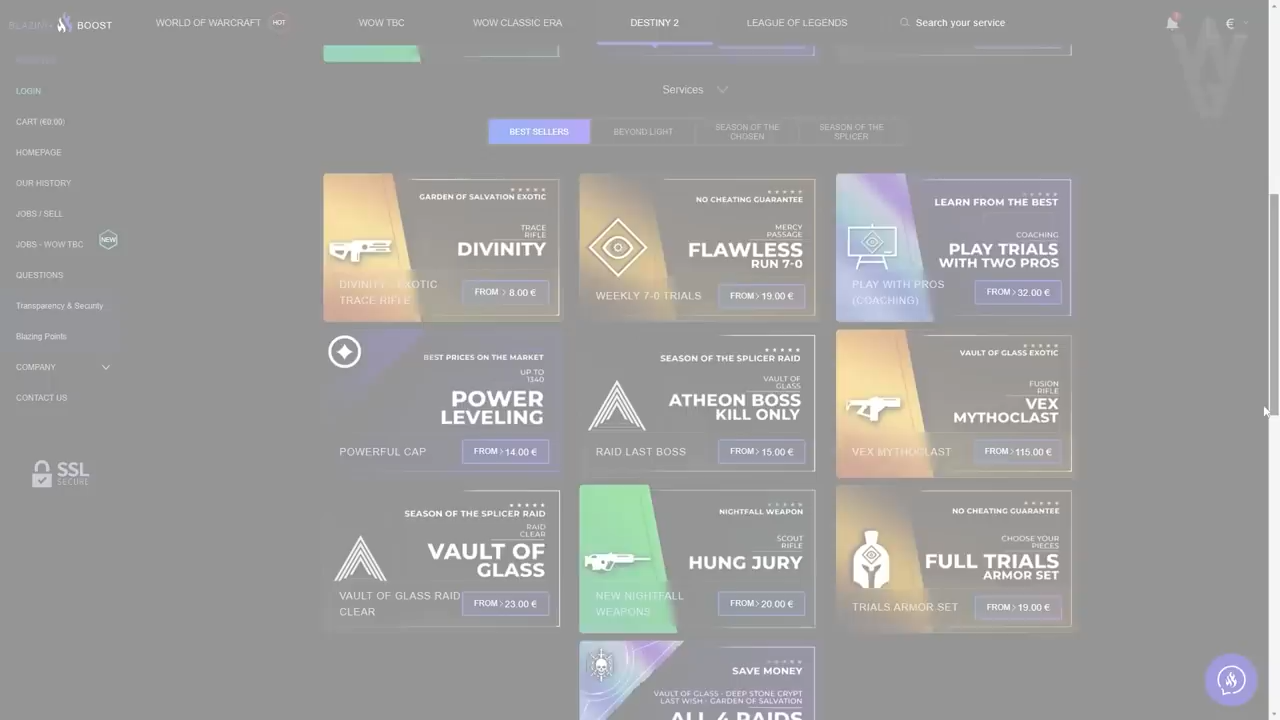 BLAZING BOOST
WORLD OF WARCRAFT HOT
WOW TBC
WOW CLASSIC ERA
DESTINY 2
LEAGUE OF LEGENDS
Search your service
€
LOGIN
CART (€0.00)
HOMEPAGE
OUR HISTORY
JOBS / SELL
JOBS - WOW TBC NEW
QUESTIONS
Transparency & Security
Blazing Points
COMPANY
CONTACT US
SSL
SECURE
Services
BEST SELLERS
BEYOND LIGHT
SEASON OF THE
CHOSEN
SEASON OF THE
SPLICER
GARDEN OF SALVATION EXOTIC
TRACE
RIFLE
DIVINITY
DIVINITY - EXOTIC
TRACE RIFLE
FROM > 8.00 €
NO CHEATING GUARANTEE
MERCY
PASSAGE
FLAWLESS
RUN 7-0
WEEKLY 7-0 TRIALS
FROM > 19.00 €
LEARN FROM THE BEST
COACHING
PLAY TRIALS
WITH TWO PROS
PLAY WITH PROS
(COACHING)
FROM > 32.00 €
BEST PRICES ON THE MARKET
UP TO
1340
POWER
LEVELING
POWERFUL CAP
FROM > 14.00 €
SEASON OF THE SPLICER RAID
VAULT OF
GLASS
ATHEON BOSS
KILL ONLY
RAID LAST BOSS
FROM > 15.00 €
VAULT OF GLASS EXOTIC
FUSION
RIFLE
VEX
MYTHOCLAST
VEX MYTHOCLAST
FROM > 115.00 €
SEASON OF THE SPLICER RAID
RAID
CLEAR
VAULT OF
GLASS
VAULT OF GLASS RAID
CLEAR
FROM > 23.00 €
NIGHTFALL WEAPON
SCOUT
RIFLE
HUNG JURY
NEW NIGHTFALL
WEAPONS
FROM > 20.00 €
NO CHEATING GUARANTEE
CHOOSE YOUR
PIECES
FULL TRIALS
ARMOR SET
TRIALS ARMOR SET
FROM > 19.00 €
SAVE MONEY
VAULT OF GLASS - DEEP STONE CRYPT
LAST WISH - GARDEN OF SALVATION
ALL 4 RAIDS